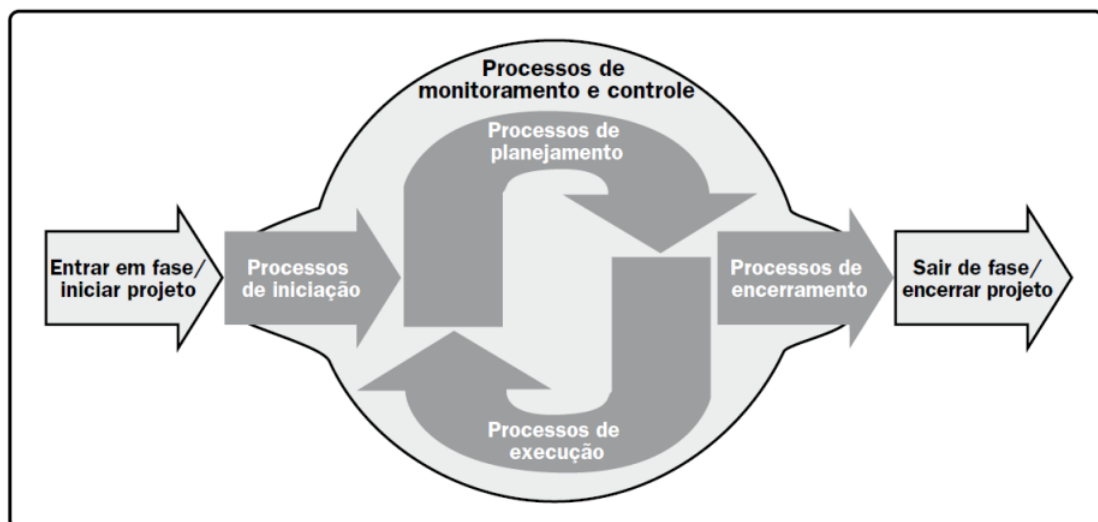 Processos de
monitoramento e controle
Processos de
planejamento
Entrar em fase/
iniciar projeto
Processos
de iniciação
Processos de
encerramento
Sair de fase/
encerrar projeto
Processos de
execução